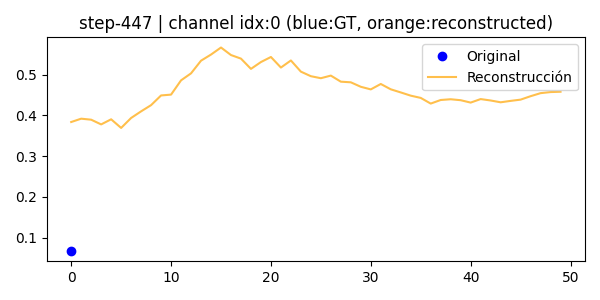 step-447 | channel idx:0 (blue:GT, orange:reconstructed)
Original
Reconstrucción
0.5
0.4
0.3
0.2
0.1
0 10 20 30 40 50